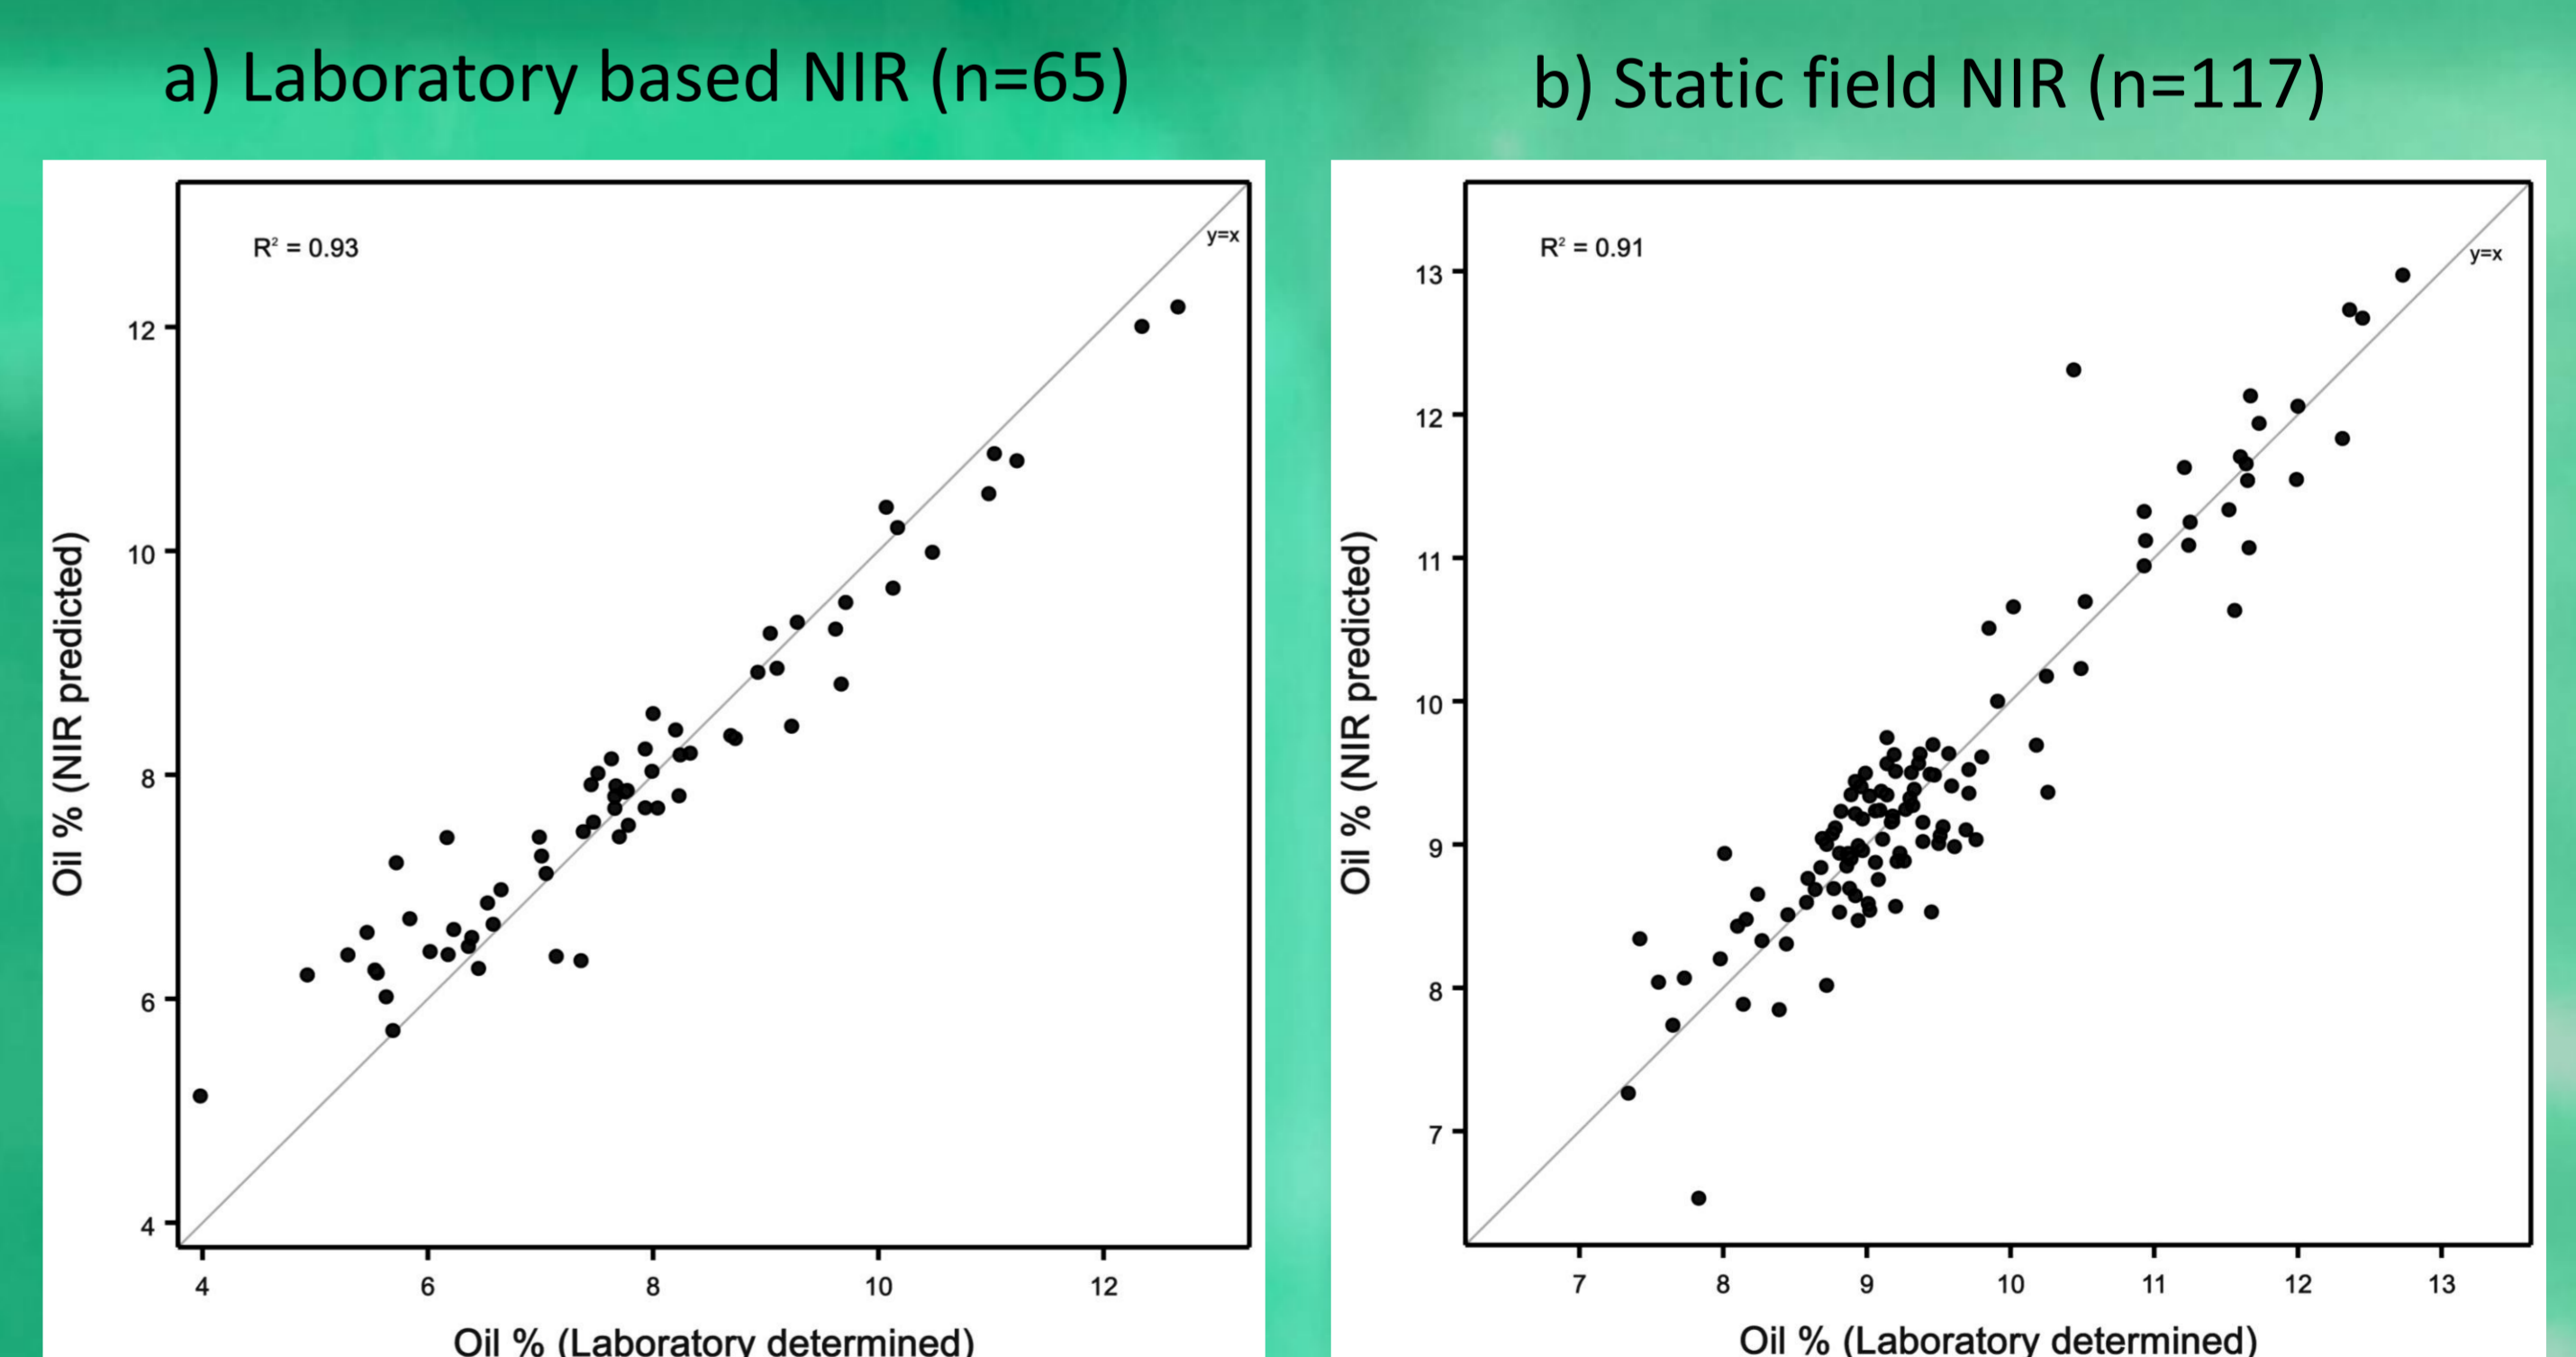 a) Laboratory based NIR (n=65)
R² = 0.93
y=x
12
10
8
6
4
Oil % (NIR predicted)
4 6 8 10 12
Oil % (Laboratory determined)
b) Static field NIR (n=117)
R² = 0.91
y=x
13
12
11
10
9
8
7
Oil % (NIR predicted)
7 8 9 10 11 12 13
Oil % (Laboratory determined)